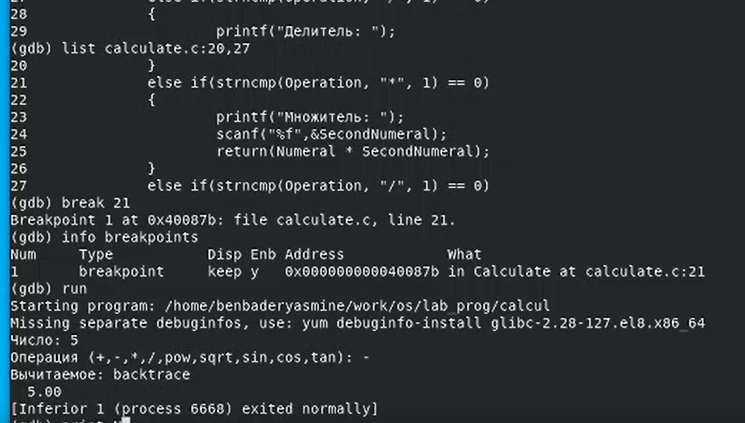 27 else if(strncmp(Operation, "/", 1) == 0)
28 {
29 printf("Делитель: ");
(gdb) list calculate.c:20,27
20 }
21 else if(strncmp(Operation, "*", 1) == 0)
22 {
23 printf("Множитель: ");
24 scanf("%f",&SecondNumeral);
25 return(Numeral * SecondNumeral);
26 }
27 else if(strncmp(Operation, "/", 1) == 0)
(gdb) break 21
Breakpoint 1 at 0x40087b: file calculate.c, line 21.
(gdb) info breakpoints
Num Type Disp Enb Address What
1 breakpoint keep y 0x000000000040087b in Calculate at calculate.c:21
(gdb) run
Starting program: /home/benbaderyasmine/work/os/lab_prog/calcul
Missing separate debuginfos, use: yum debuginfo-install glibc-2.28-127.el8.x86_64
Число: 5
Операция (+,-,*,/,pow,sqrt,sin,cos,tan): -
Вычитаемое: backtrace
5.00
[Inferior 1 (process 6668) exited normally]
(gdb) print N